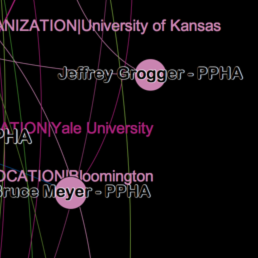 ANIZATION|University of Kansas
Jeffrey Grogger - PPHA
ATION|Yale University
PHA
OCATION|Bloomington
Bruce Meyer - PPHA